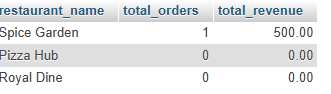 restaurant_name total_orders total_revenue
Spice Garden 1 500.00
Pizza Hub 0 0.00
Royal Dine 0 0.00